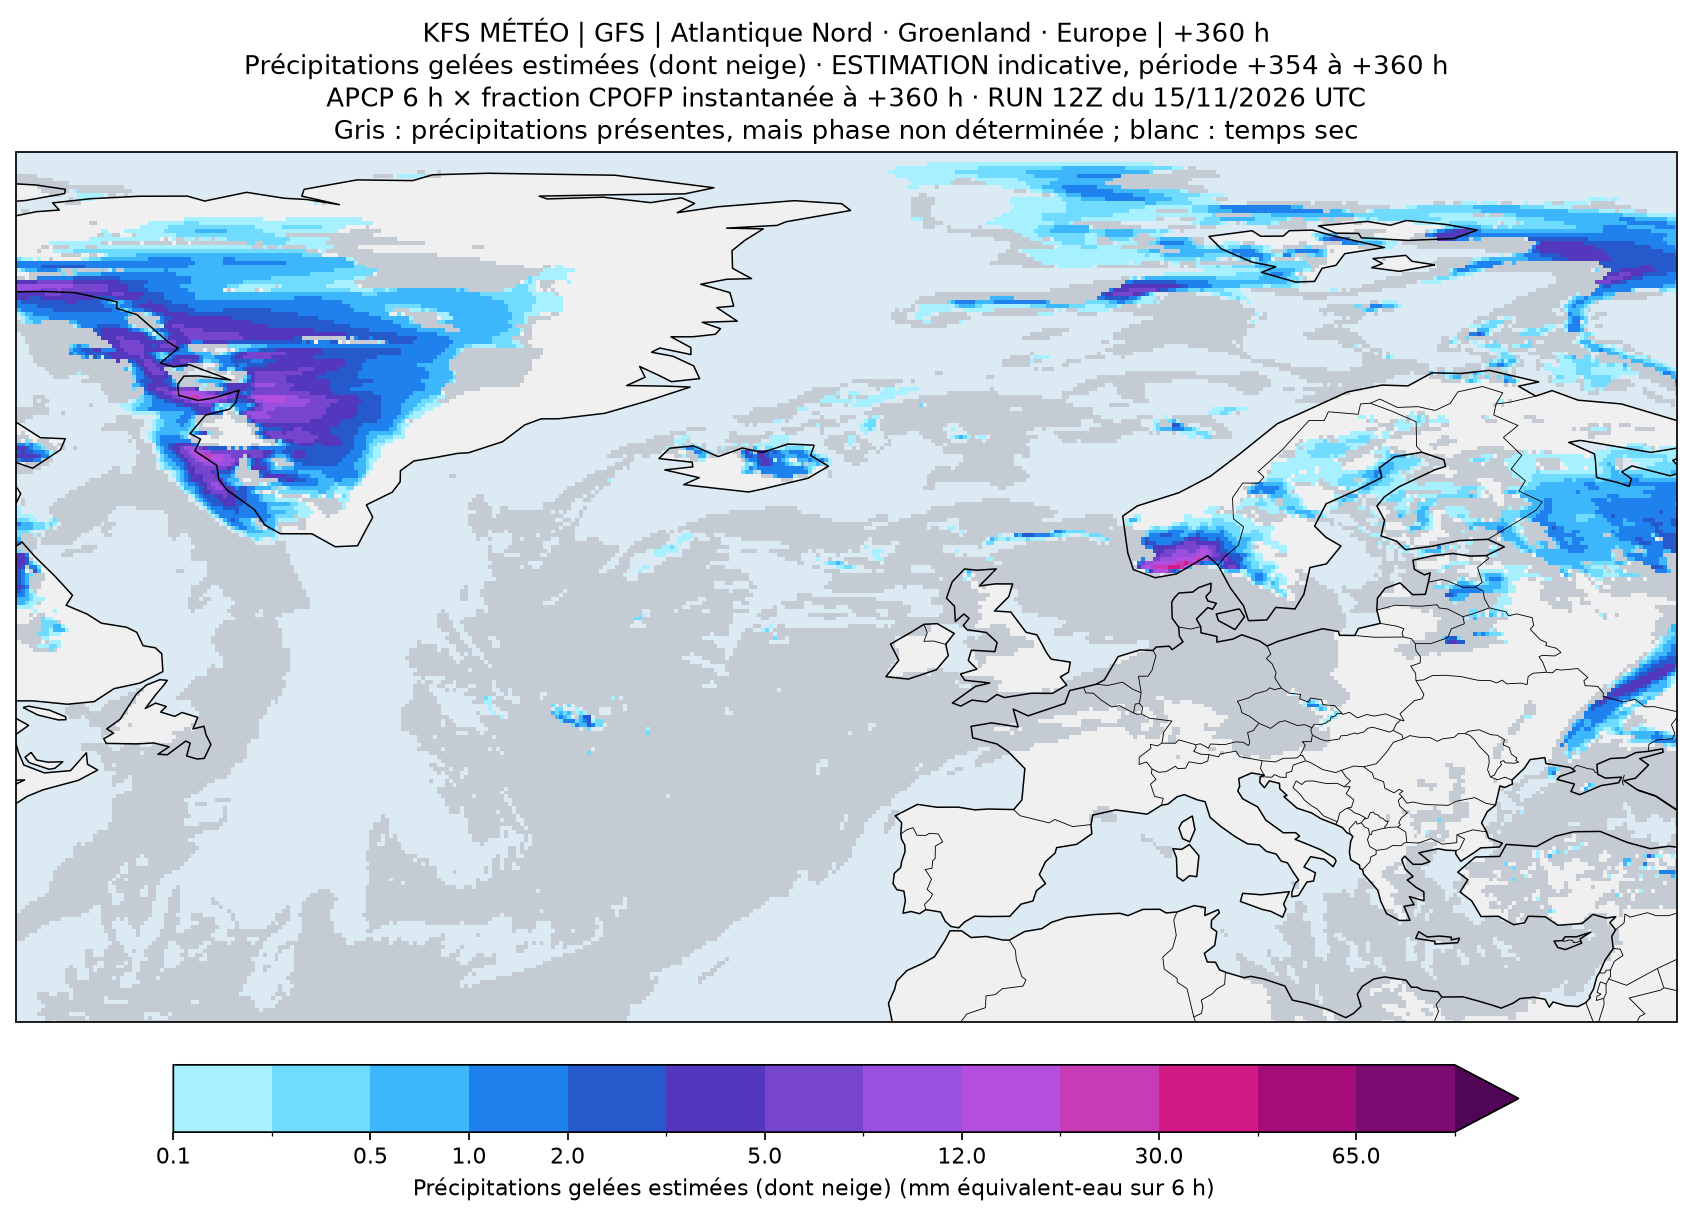 KFS MÉTÉO | GFS | Atlantique Nord · Groenland · Europe | +360 h
Précipitations gelées estimées (dont neige) · ESTIMATION indicative, période +354 à +360 h
APCP 6 h × fraction CPOFP instantanée à +360 h · RUN 12Z du 15/11/2026 UTC
Gris : précipitations présentes, mais phase non déterminée ; blanc : temps sec
0.1 0.5 1.0 2.0 5.0 12.0 30.0 65.0
Précipitations gelées estimées (dont neige) (mm équivalent-eau sur 6 h)